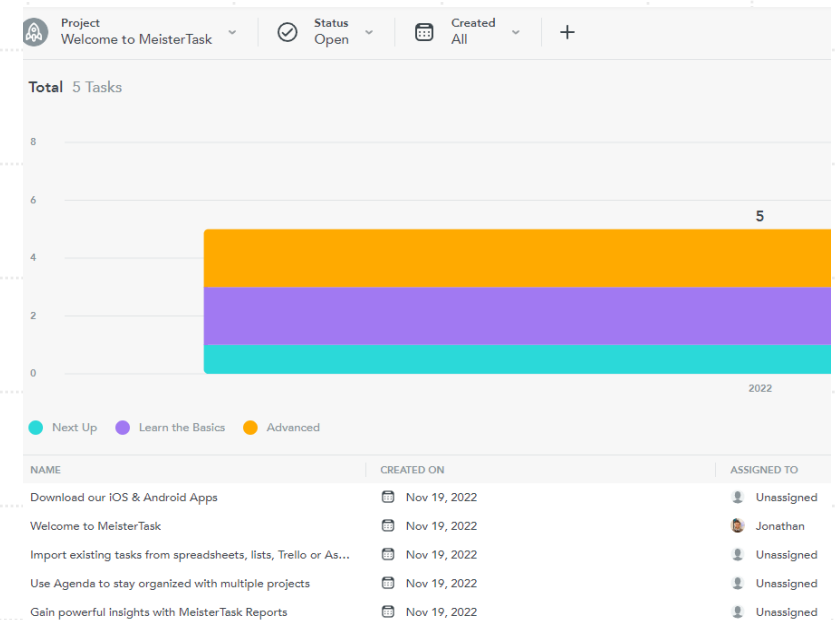 Project Status Created
Welcome to MeisterTask Open All
Total 5 Tasks
8
6
5
4
2
0
2022
Next Up Learn the Basics Advanced
NAME CREATED ON ASSIGNED TO
Download our iOS & Android Apps Nov 19, 2022 Unassigned
Welcome to MeisterTask Nov 19, 2022 Jonathan
Import existing tasks from spreadsheets, lists, Trello or As... Nov 19, 2022 Unassigned
Use Agenda to stay organized with multiple projects Nov 19, 2022 Unassigned
Gain powerful insights with MeisterTask Reports Nov 19, 2022 Unassigned